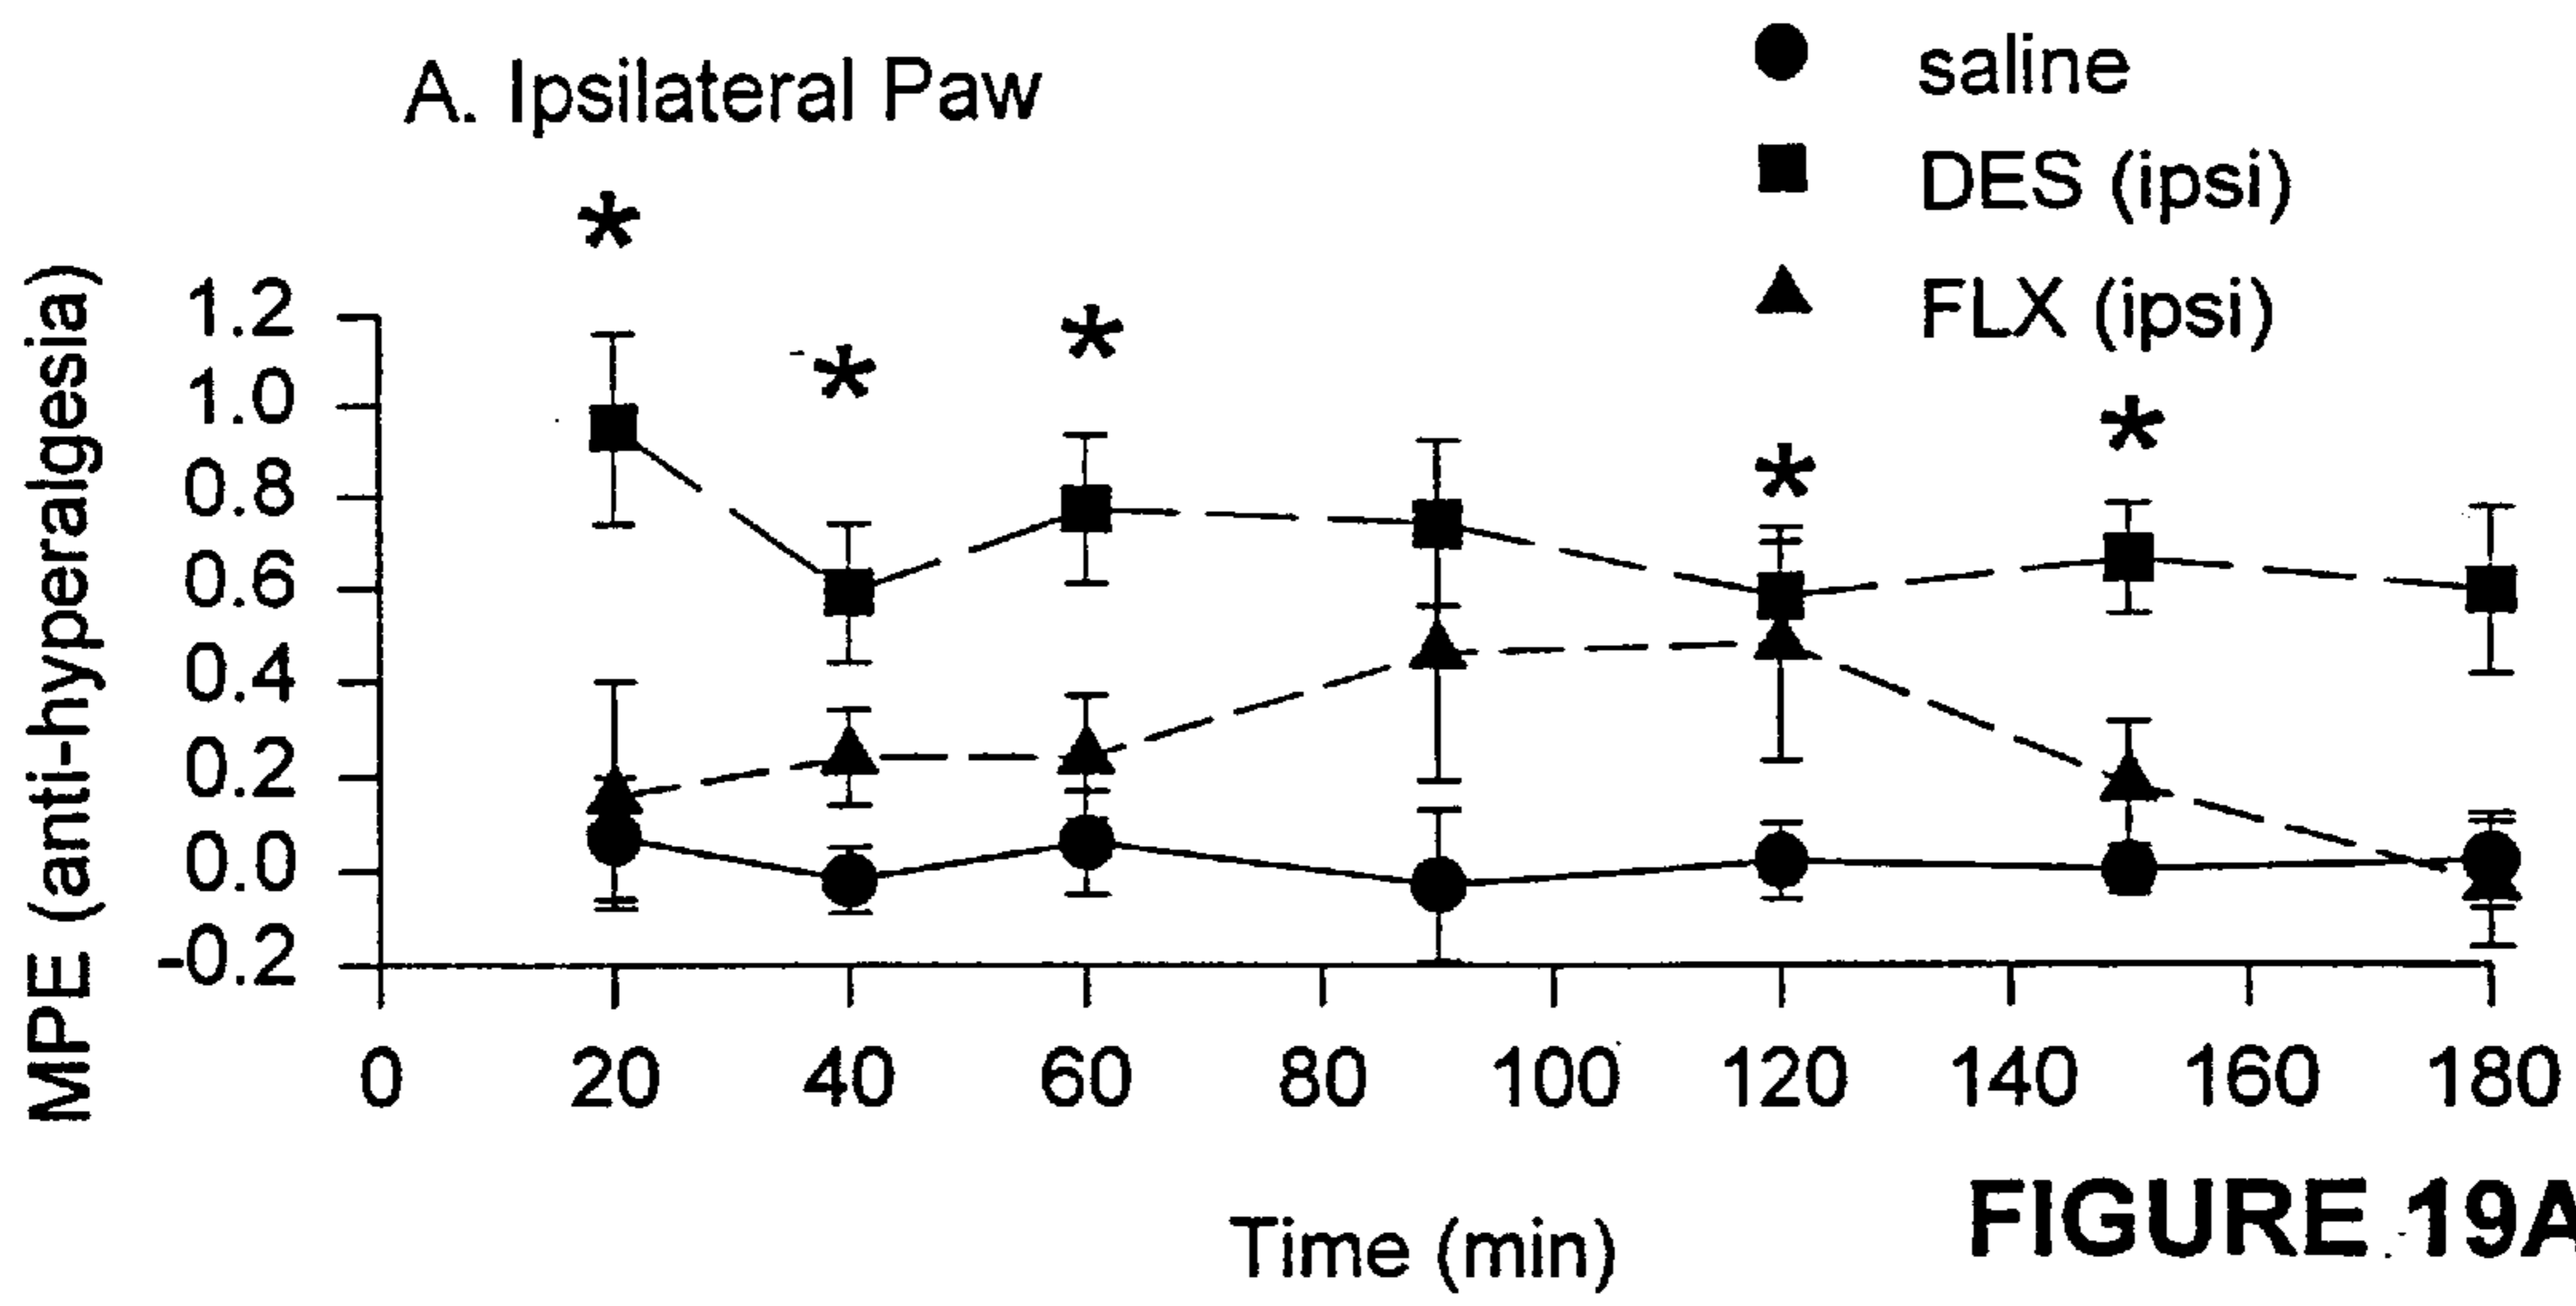 A. Ipsilateral Paw
saline
DES (ipsi)
FLX (ipsi)
*
*
*
*
*
MPE (anti-hyperalgesia)
1.2
1.0
0.8
0.6
0.4
0.2
0.0
-0.2
0 20 40 60 80 100 120 140 160 180
Time (min)
FIGURE 19A